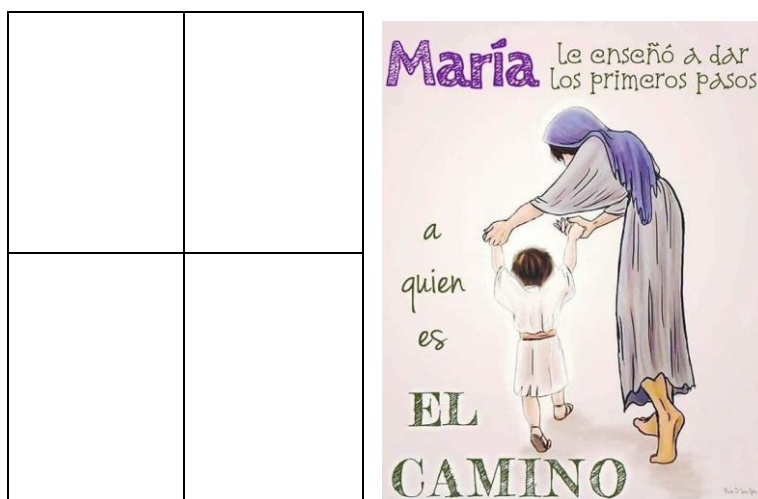 María le enseñó a dar
los primeros pasos
a
quien
es
EL
CAMINO